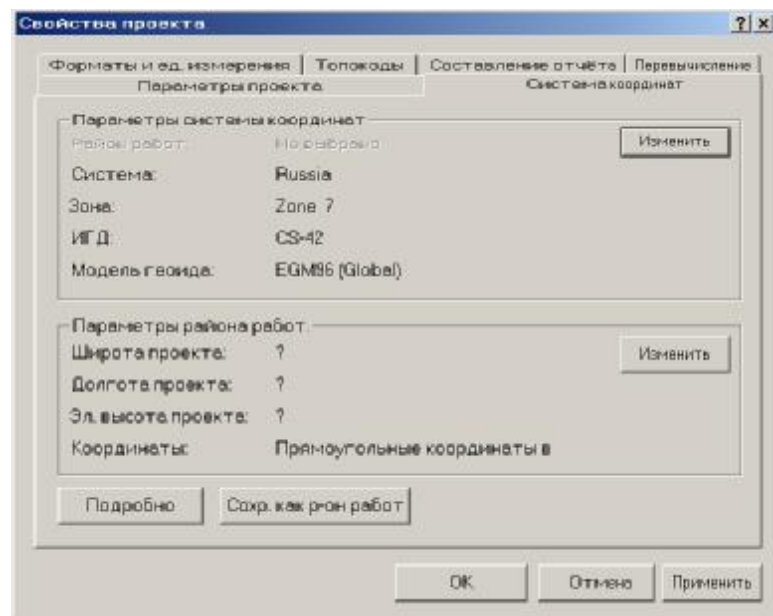 Свойства проекта
Форматы и ед. измерения Топокоды Составление отчёта Перевычисление
Параметры проекта Система координат
Параметры системы координат
Район работ: Не выбрано Изменить
Система: Russia
Зона: Zone 7
ИГД: CS-42
Модель геоида: EGM96 (Global)
Параметры района работ.
Широта проекта: ? Изменить
Долгота проекта: ?
Эл. высота проекта: ?
Координаты: Прямоугольные координаты в
Подробно Сохр. как р-он работ
OK Отмена Применить